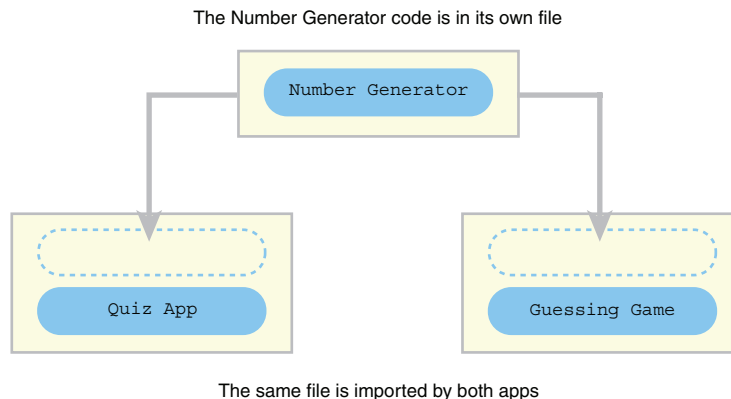 The Number Generator code is in its own file
Number Generator
Quiz App
Guessing Game
The same file is imported by both apps